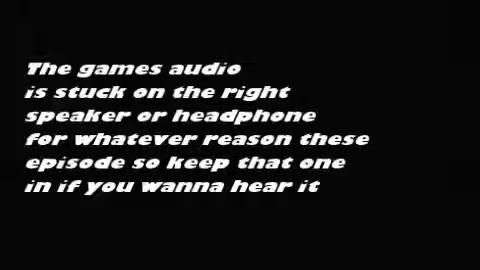 The games audio
is stuck on the right
speaker or headphone
for whatever reason these
episode so keep that one
in if you wanna hear it